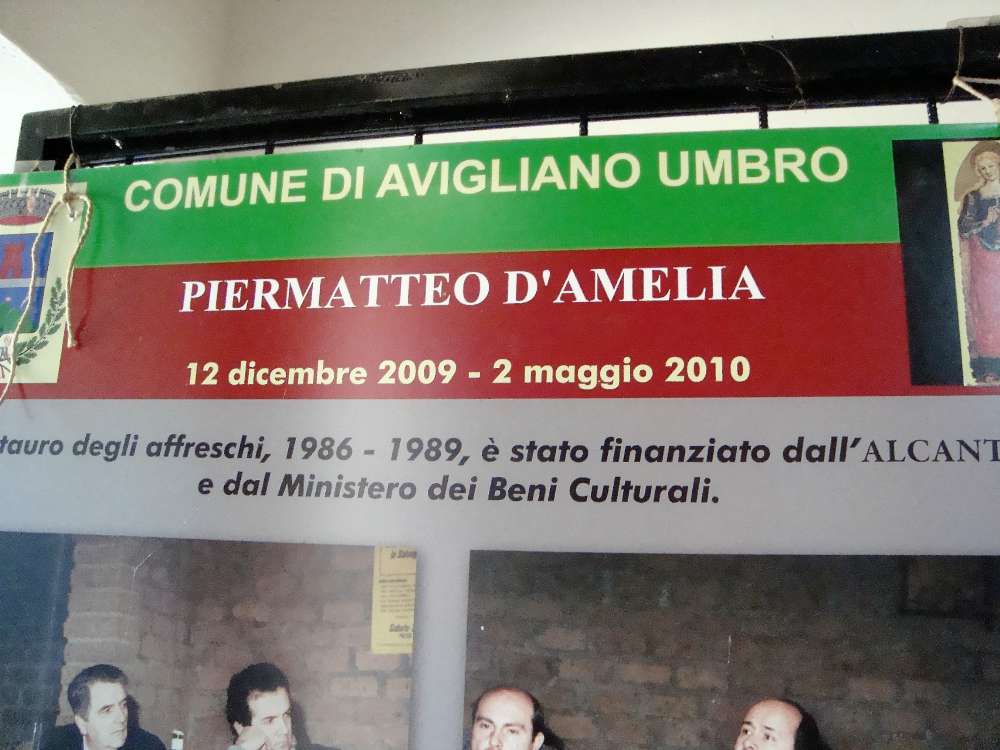 COMUNE DI AVIGLIANO UMBRO
PIERMATTEO D'AMELIA
12 dicembre 2009 - 2 maggio 2010
tauro degli affreschi, 1986 - 1989, è stato finanziato dall'ALCANT
e dal Ministero dei Beni Culturali.